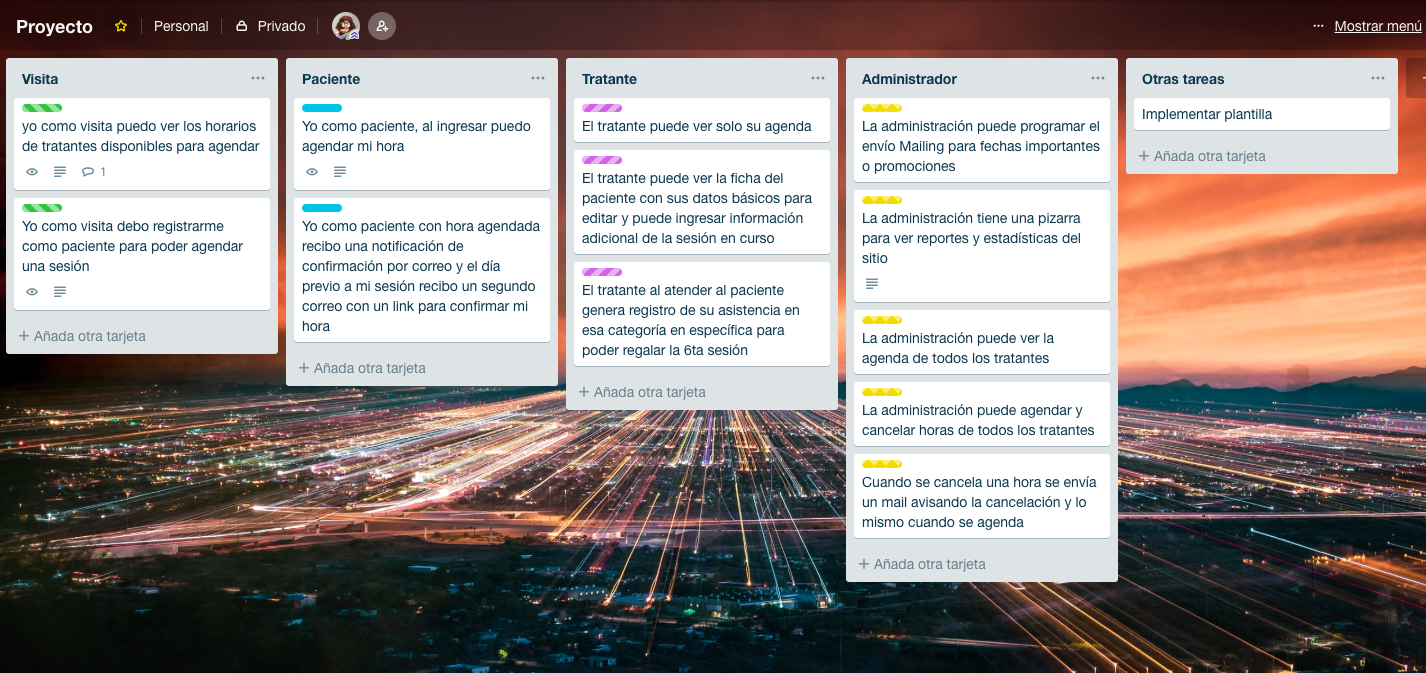 Proyecto
Personal
Privado
Mostrar menú
Visita
yo como visita puedo ver los horarios
de tratantes disponibles para agendar
1
Yo como visita debo registrarme
como paciente para poder agendar
una sesión
+ Añada otra tarjeta
Paciente
Yo como paciente, al ingresar puedo
agendar mi hora
Yo como paciente con hora agendada
recibo una notificación de
confirmación por correo y el día
previo a mi sesión recibo un segundo
correo con un link para confirmar mi
hora
+ Añada otra tarjeta
Tratante
El tratante puede ver solo su agenda
El tratante puede ver la ficha del
paciente con sus datos básicos para
editar y puede ingresar información
adicional de la sesión en curso
El tratante al atender al paciente
genera registro de su asistencia en
esa categoría en específica para
poder regalar la 6ta sesión
+ Añada otra tarjeta
Administrador
La administración puede programar el
envío Mailing para fechas importantes
o promociones
La administración tiene una pizarra
para ver reportes y estadísticas del
sitio
La administración puede ver la
agenda de todos los tratantes
La administración puede agendar y
cancelar horas de todos los tratantes
Cuando se cancela una hora se envía
un mail avisando la cancelación y lo
mismo cuando se agenda
+ Añada otra tarjeta
Otras tareas
Implementar plantilla
+ Añada otra tarjeta